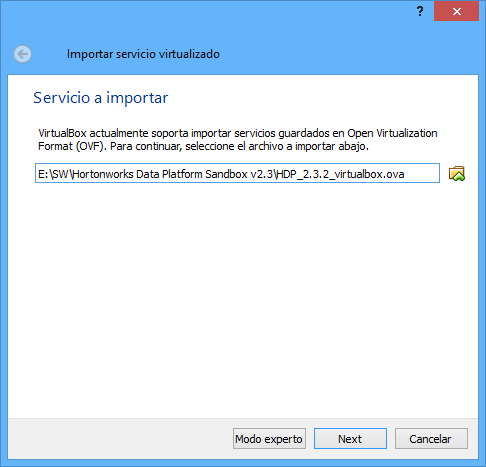 ?
Importar servicio virtualizado
Servicio a importar
VirtualBox actualmente soporta importar servicios guardados en Open Virtualization
Format (OVF). Para continuar, seleccione el archivo a importar abajo.
E:\SW\Hortonworks Data Platform Sandbox v2.3\HDP_2.3.2_virtualbox.ova
Modo experto Next Cancelar